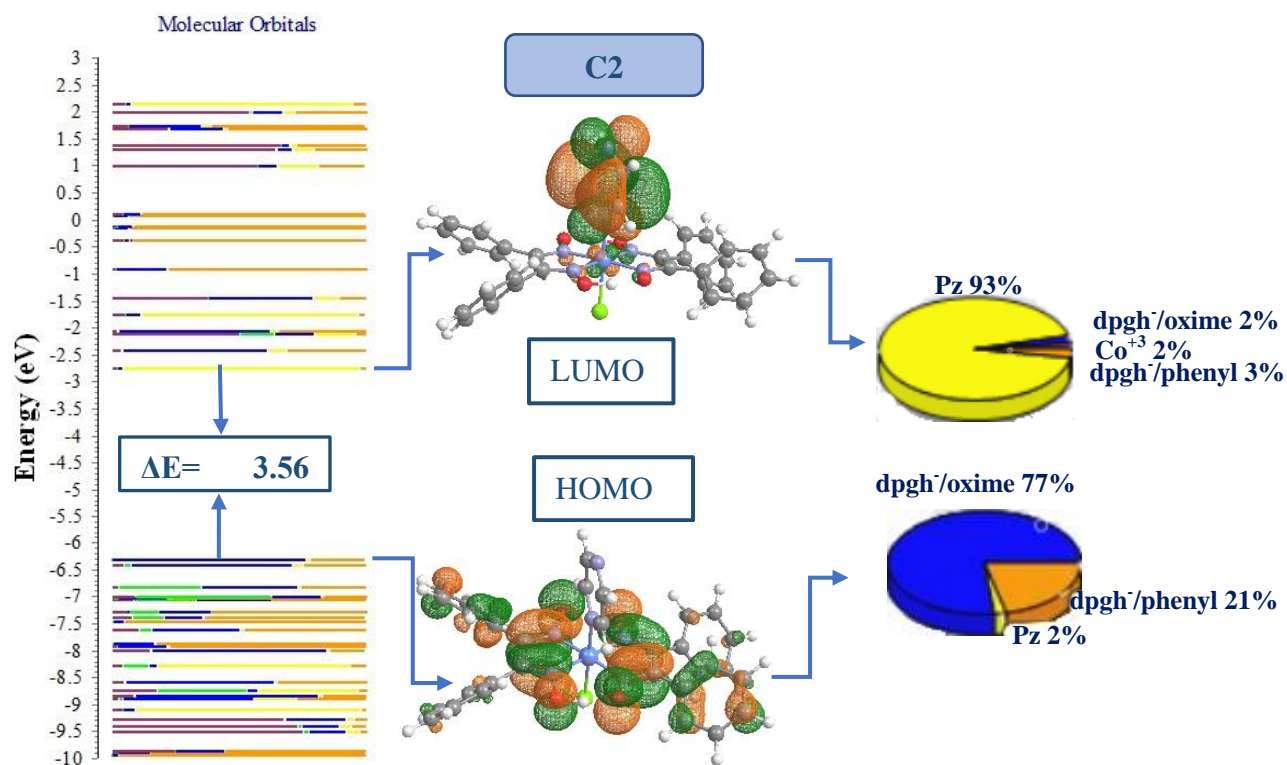 Molecular Orbitals
Energy (eV)
3
2.5
2
1.5
1
0.5
0
-0.5
-1
-1.5
-2
-2.5
-3
-3.5
-4
-4.5
-5
-5.5
-6
-6.5
-7
-7.5
-8
-8.5
-9
-9.5
-10
ΔE= 3.56
C2
LUMO
HOMO
Pz 93%
dpgh⁻/oxime 2%
Co⁺³ 2%
dpgh⁻/phenyl 3%
dpgh⁻/oxime 77%
dpgh⁻/phenyl 21%
Pz 2%